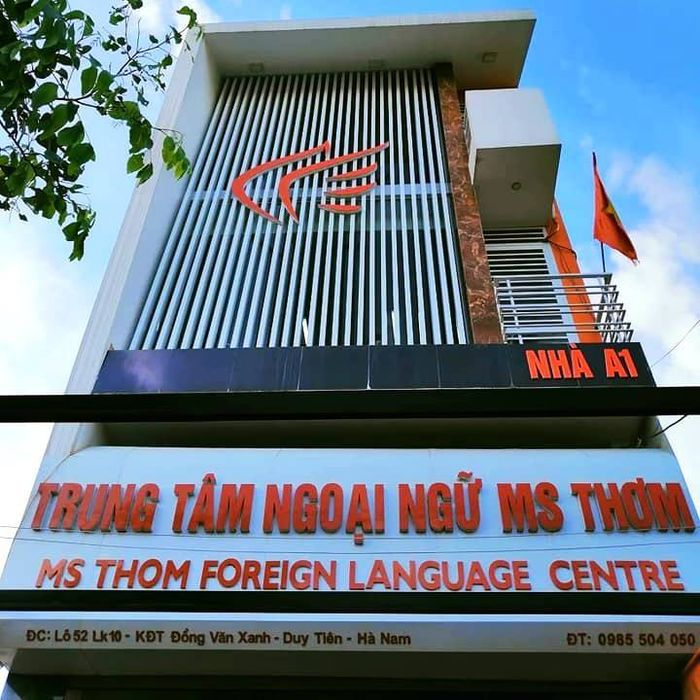 NHÀ A1
TRUNG TÂM NGOẠI NGỮ MS THƠM
MS THOM FOREIGN LANGUAGE CENTRE
ĐC: Lô 52 Lk10 - KĐT Đồng Văn Xanh - Duy Tiên - Hà Nam ĐT: 0985 504 050